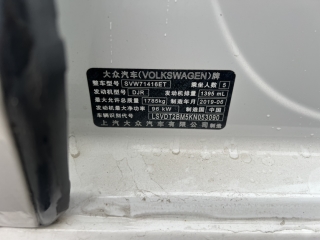 大众汽车(VOLKSWAGEN)牌
整车型号 SVW71416ET 乘坐人数 5
发动机型号 DJR 发动机排量 1395 mL
最大允许总质量 1785kg 制造年月 2019-06
发动机最大净功率 96 kW 制造国 中国
车辆识别代号 LSVDT2BM5KN053090
上汽大众汽车有限公司 制造